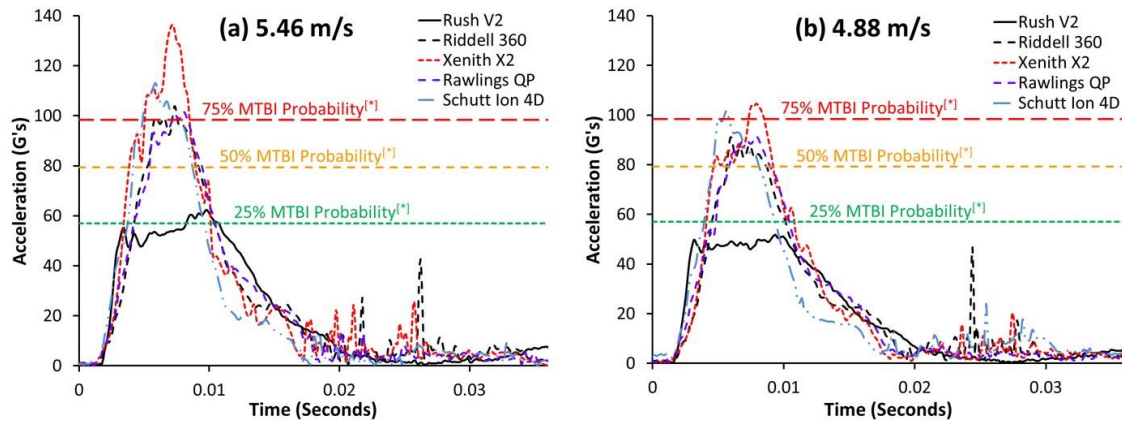 (a) 5.46 m/s
Rush V2
Riddell 360
Xenith X2
Rawlings QP
Schutt Ion 4D
75% MTBI Probability[*]
50% MTBI Probability[*]
25% MTBI Probability[*]
Acceleration (G's)
140
120
100
80
60
40
20
0
0
0.01
0.02
0.03
Time (Seconds)
(b) 4.88 m/s
Rush V2
Riddell 360
Xenith X2
Rawlings QP
Schutt Ion 4D
75% MTBI Probability[*]
50% MTBI Probability[*]
25% MTBI Probability[*]
Acceleration (G's)
140
120
100
80
60
40
20
0
0
0.01
0.02
0.03
Time (Seconds)